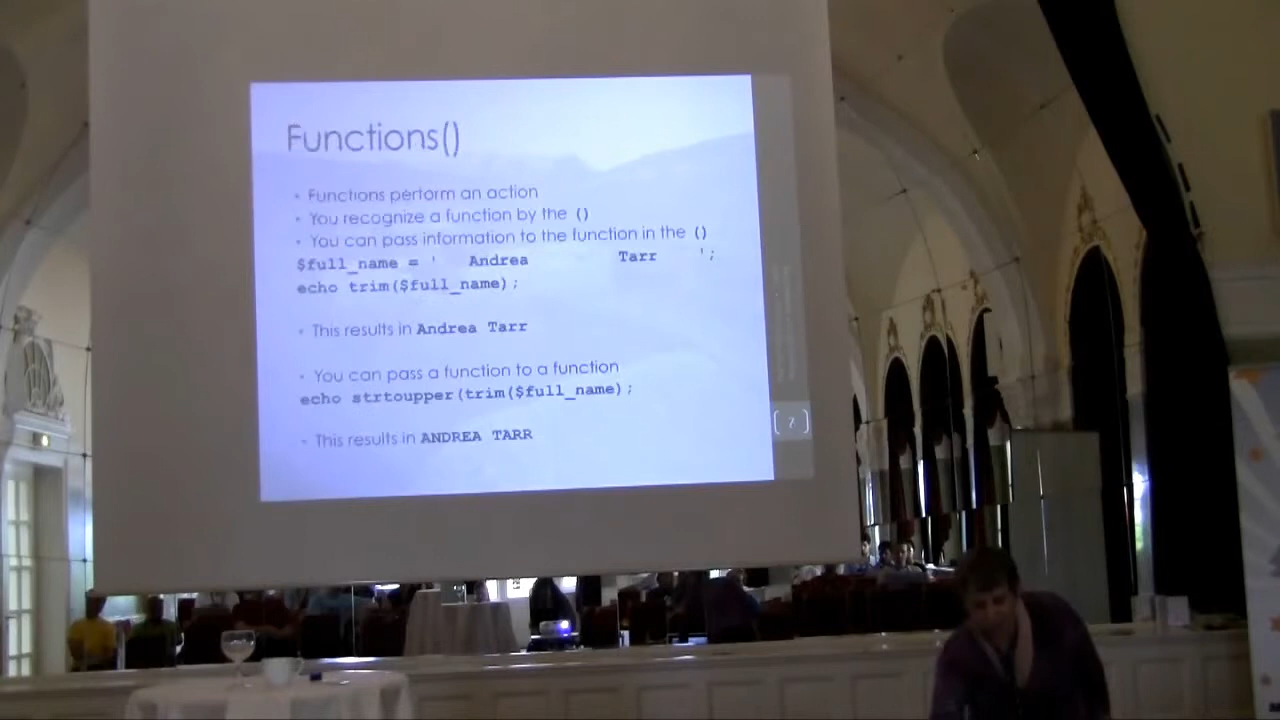 Functions()
• Functions perform an action
• You recognize a function by the ()
• You can pass information to the function in the ()
$full_name = '   Andrea          Tarr     ';
echo trim($full_name);
• This results in Andrea Tarr
• You can pass a function to a function
echo strtoupper(trim($full_name);
• This results in ANDREA TARR
7